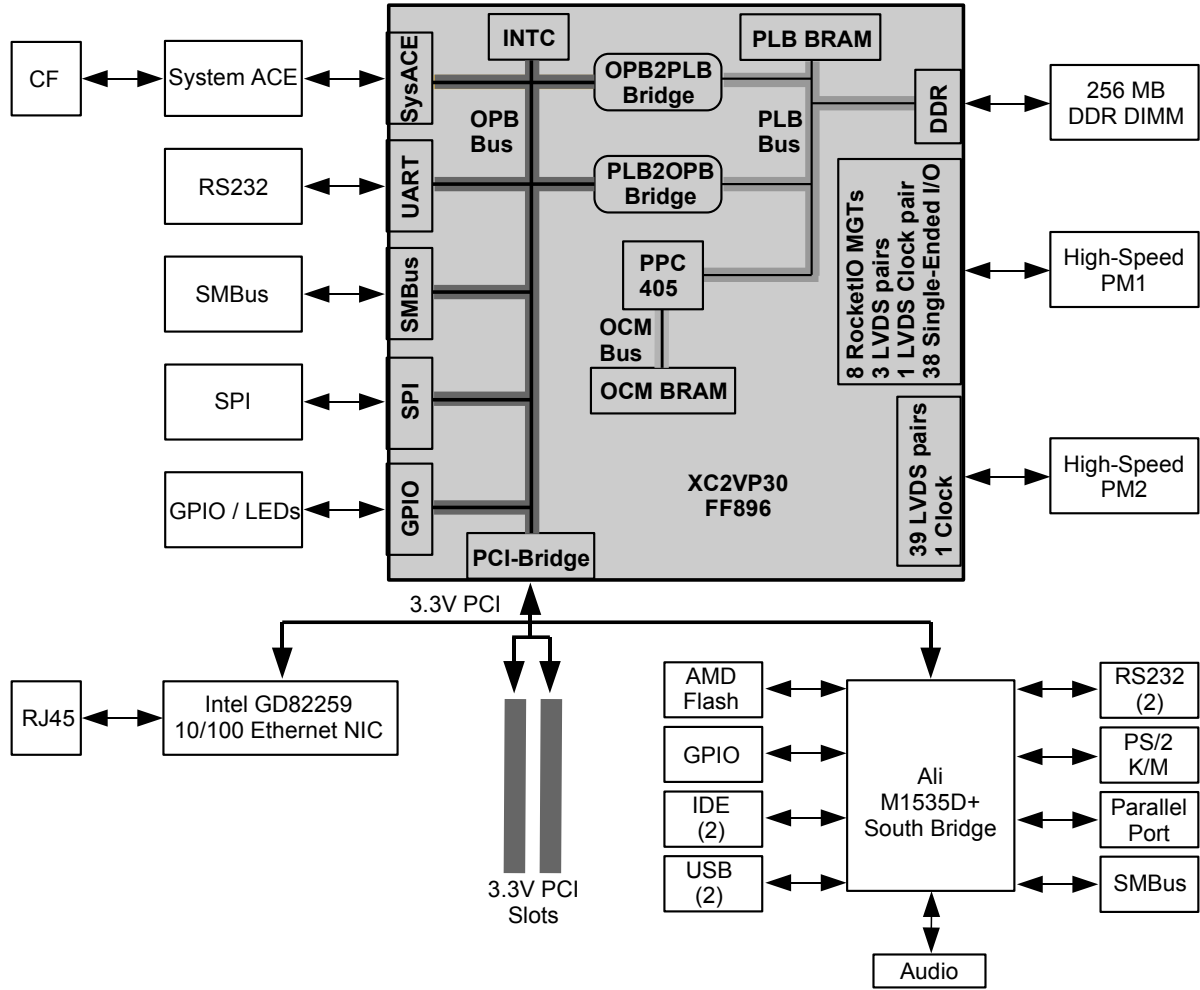 INTC
PLB BRAM
CF
System ACE
SysACE
OPB2PLB
Bridge
DDR
256 MB
DDR DIMM
OPB
Bus
PLB
Bus
RS232
UART
PLB2OPB
Bridge
8 RocketIO MGTs
3 LVDS pairs
1 LVDS Clock pair
38 Single-Ended I/O
High-Speed
PM1
SMBus
SMBus
PPC
405
OCM
Bus
OCM BRAM
SPI
SPI
XC2VP30
FF896
39 LVDS pairs
1 Clock
High-Speed
PM2
GPIO / LEDs
GPIO
PCI-Bridge
3.3V PCI
RJ45
Intel GD82259
10/100 Ethernet NIC
3.3V PCI
Slots
AMD
Flash
GPIO
IDE
(2)
USB
(2)
Ali
M1535D+
South Bridge
RS232
(2)
PS/2
K/M
Parallel
Port
SMBus
Audio